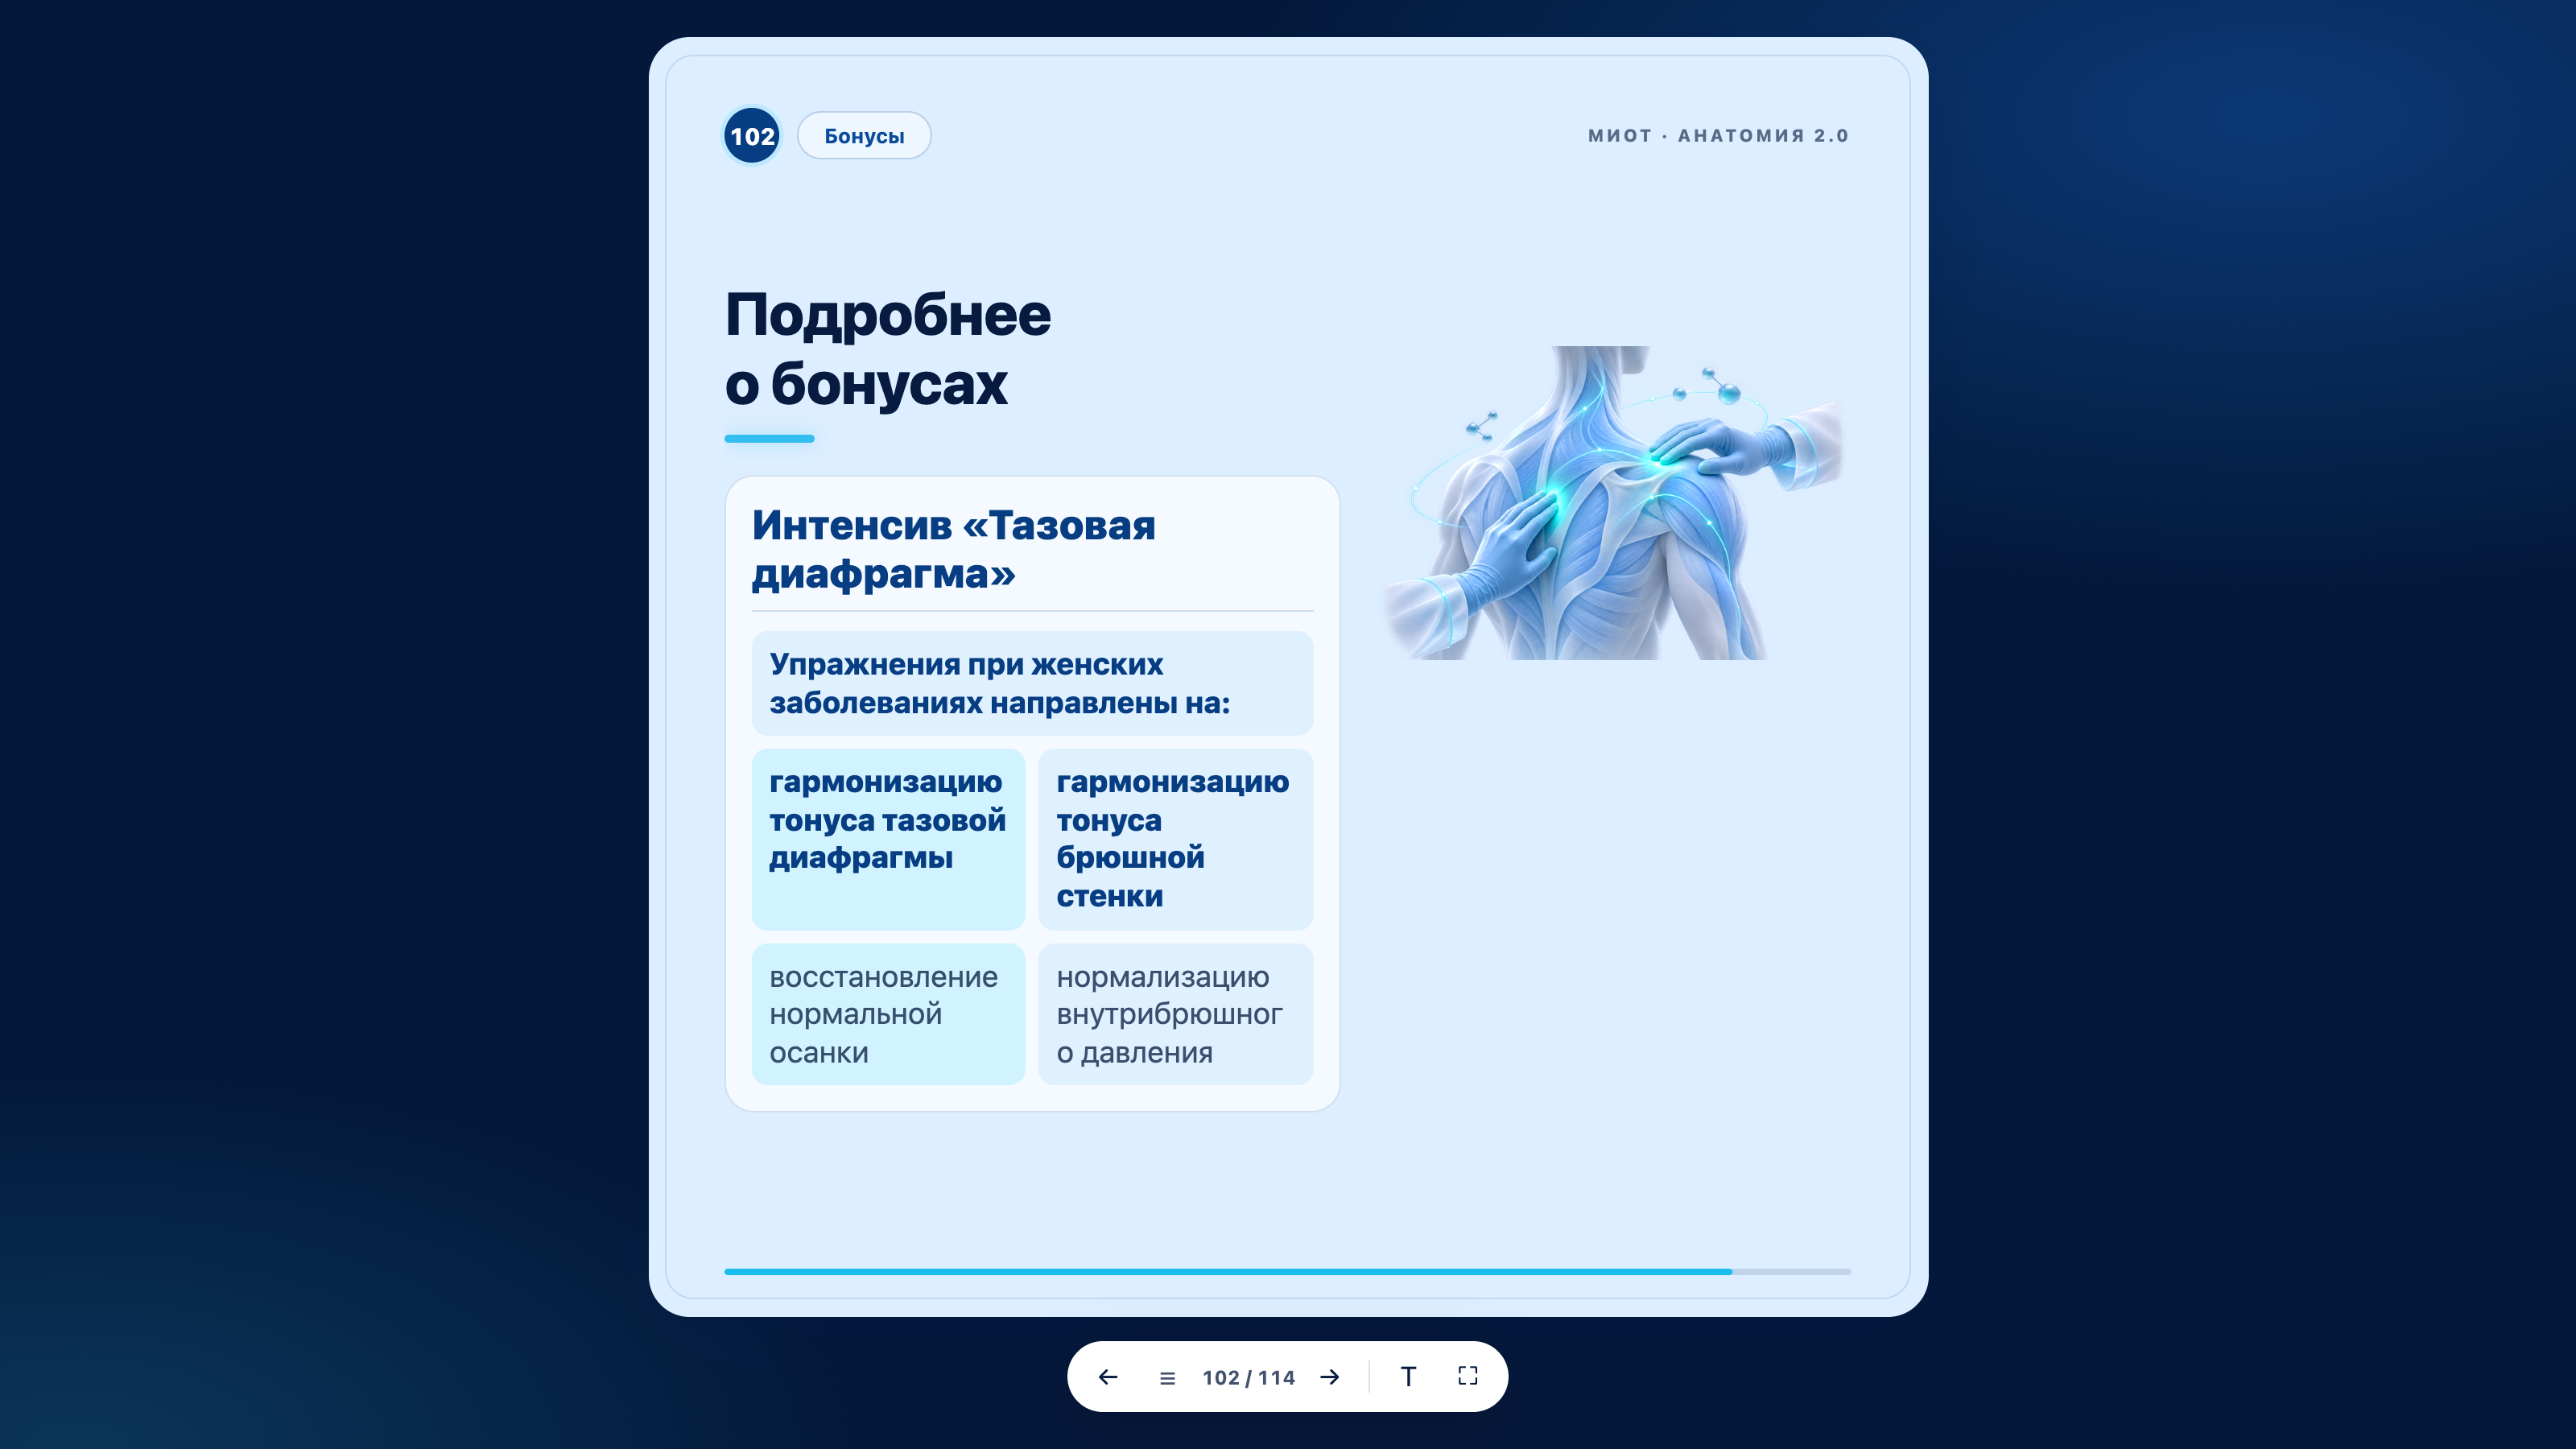 102
Бонусы
МИОТ · АНАТОМИЯ 2.0
Подробнее
о бонусах
Интенсив «Тазовая
диафрагма»
Упражнения при женских
заболеваниях направлены на:
гармонизацию
тонуса тазовой
диафрагмы
гармонизацию
тонуса
брюшной
стенки
восстановление
нормальной
осанки
нормализацию
внутрибрюшног
о давления
102 / 114
T